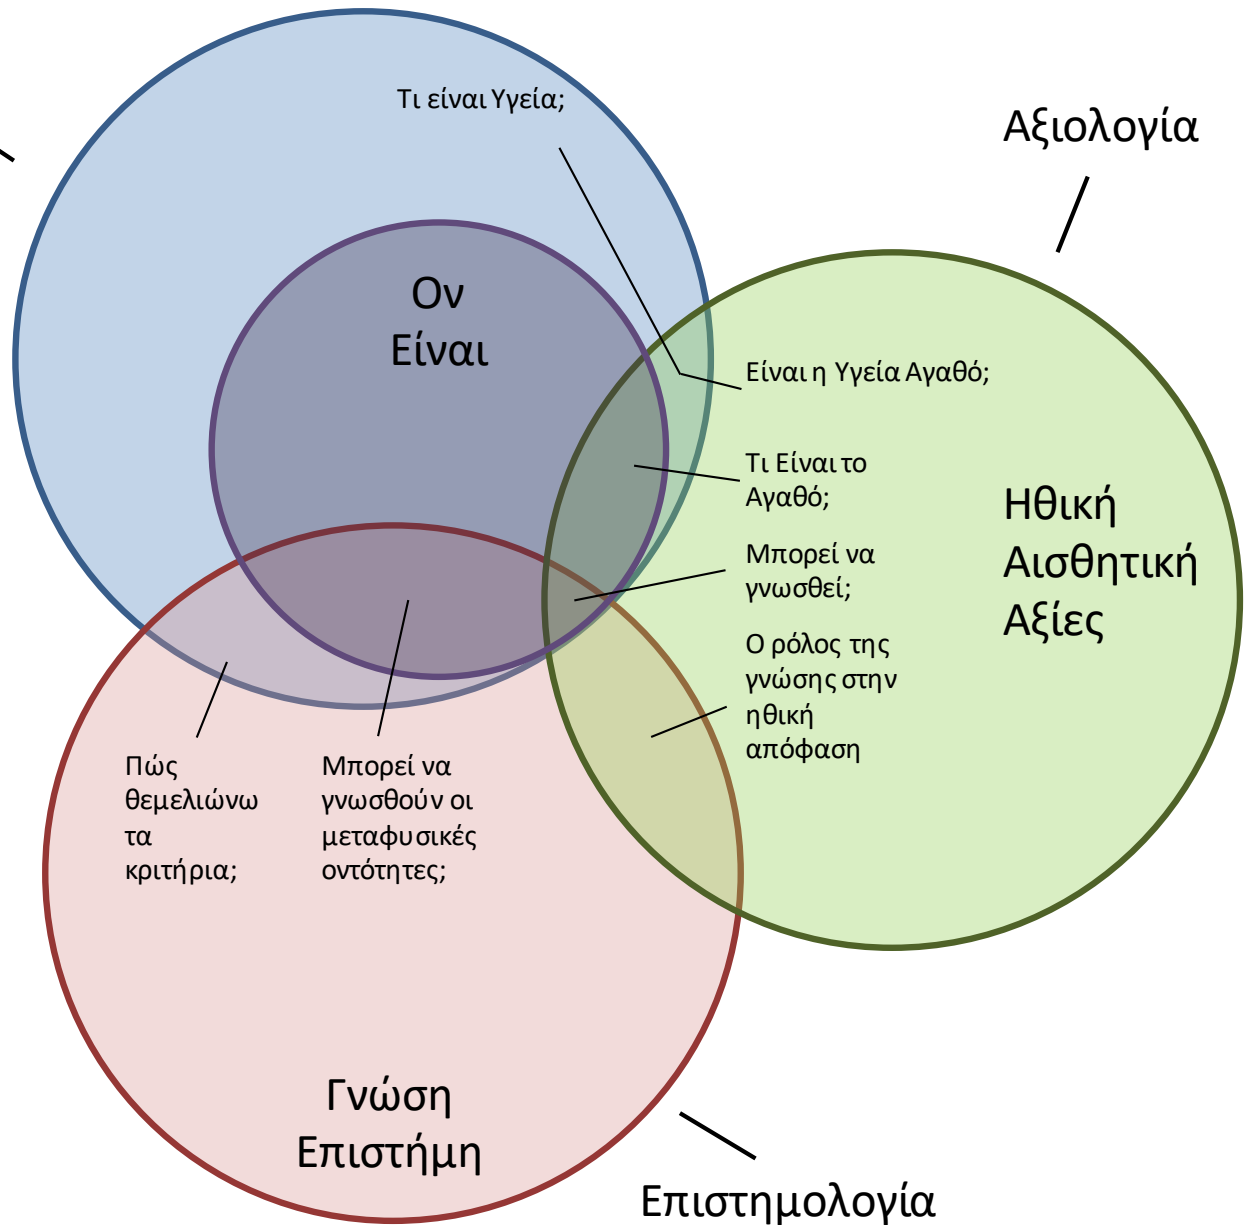 Τι είναι Υγεία;
Αξιολογία
Ον
Είναι
Είναι η Υγεία Αγαθό;
Τι Είναι το
Αγαθό;
Ηθική
Αισθητική
Αξίες
Μπορεί να
γνωσθεί;
Ο ρόλος της
γνώσης στην
ηθική
απόφαση
Πώς
θεμελιώνω
τα
κριτήρια;
Μπορεί να
γνωσθούν οι
μεταφυσικές
οντότητες;
Γνώση
Επιστήμη
Επιστημολογία